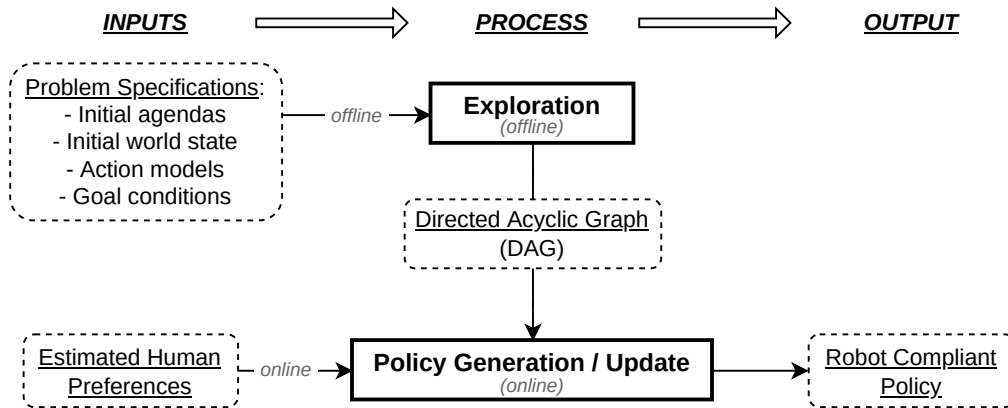 INPUTS
PROCESS
OUTPUT
Problem Specifications:
- Initial agendas
- Initial world state
- Action models
- Goal conditions
offline
Exploration
(offline)
Directed Acyclic Graph
(DAG)
Estimated Human
Preferences
online
Policy Generation / Update
(online)
Robot Compliant
Policy